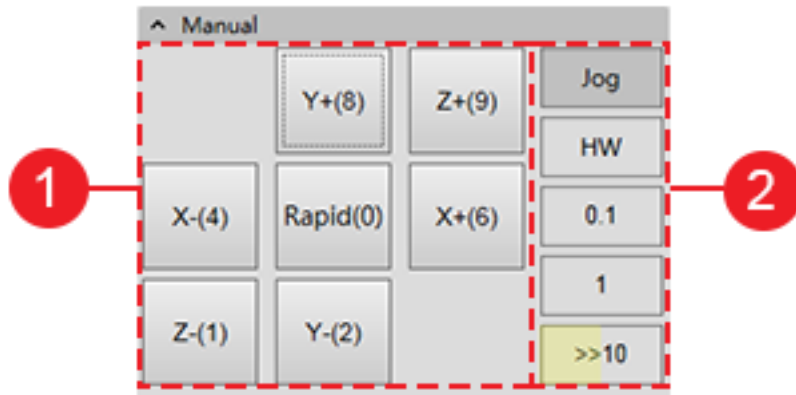 Manual
Y+(8)
Z+(9)
X-(4)
Rapid(0)
X+(6)
Z-(1)
Y-(2)
Jog
HW
0.1
1
>>10
1
2